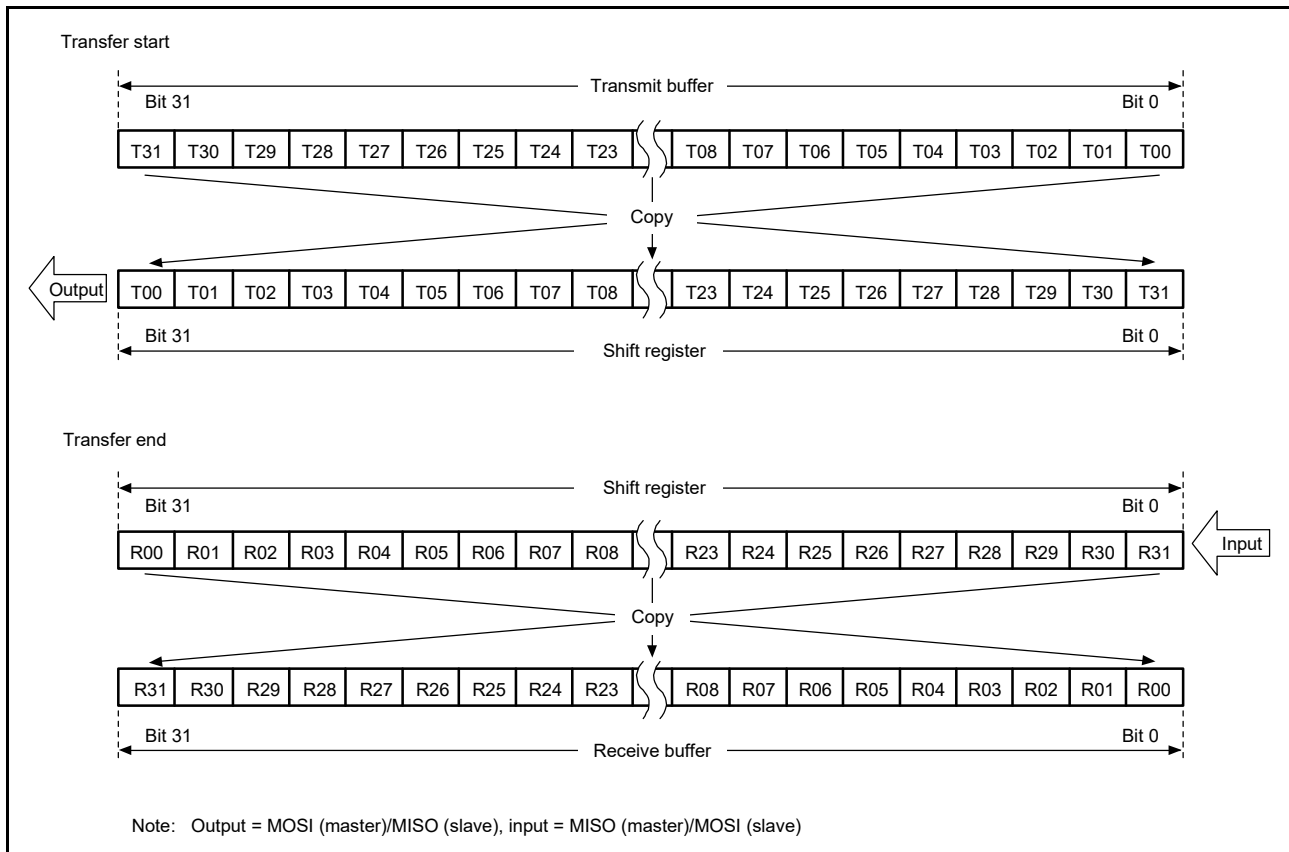 Transfer start
Transmit buffer
Bit 31 Bit 0
T31 T30 T29 T28 T27 T26 T25 T24 T23 T08 T07 T06 T05 T04 T03 T02 T01 T00
Copy
Output T00 T01 T02 T03 T04 T05 T06 T07 T08 T23 T24 T25 T26 T27 T28 T29 T30 T31
Bit 31 Bit 0
Shift register
Transfer end
Shift register
Bit 31 Bit 0
R00 R01 R02 R03 R04 R05 R06 R07 R08 R23 R24 R25 R26 R27 R28 R29 R30 R31 Input
Copy
R31 R30 R29 R28 R27 R26 R25 R24 R23 R08 R07 R06 R05 R04 R03 R02 R01 R00
Bit 31 Bit 0
Receive buffer
Note: Output = MOSI (master)/MISO (slave), input = MISO (master)/MOSI (slave)